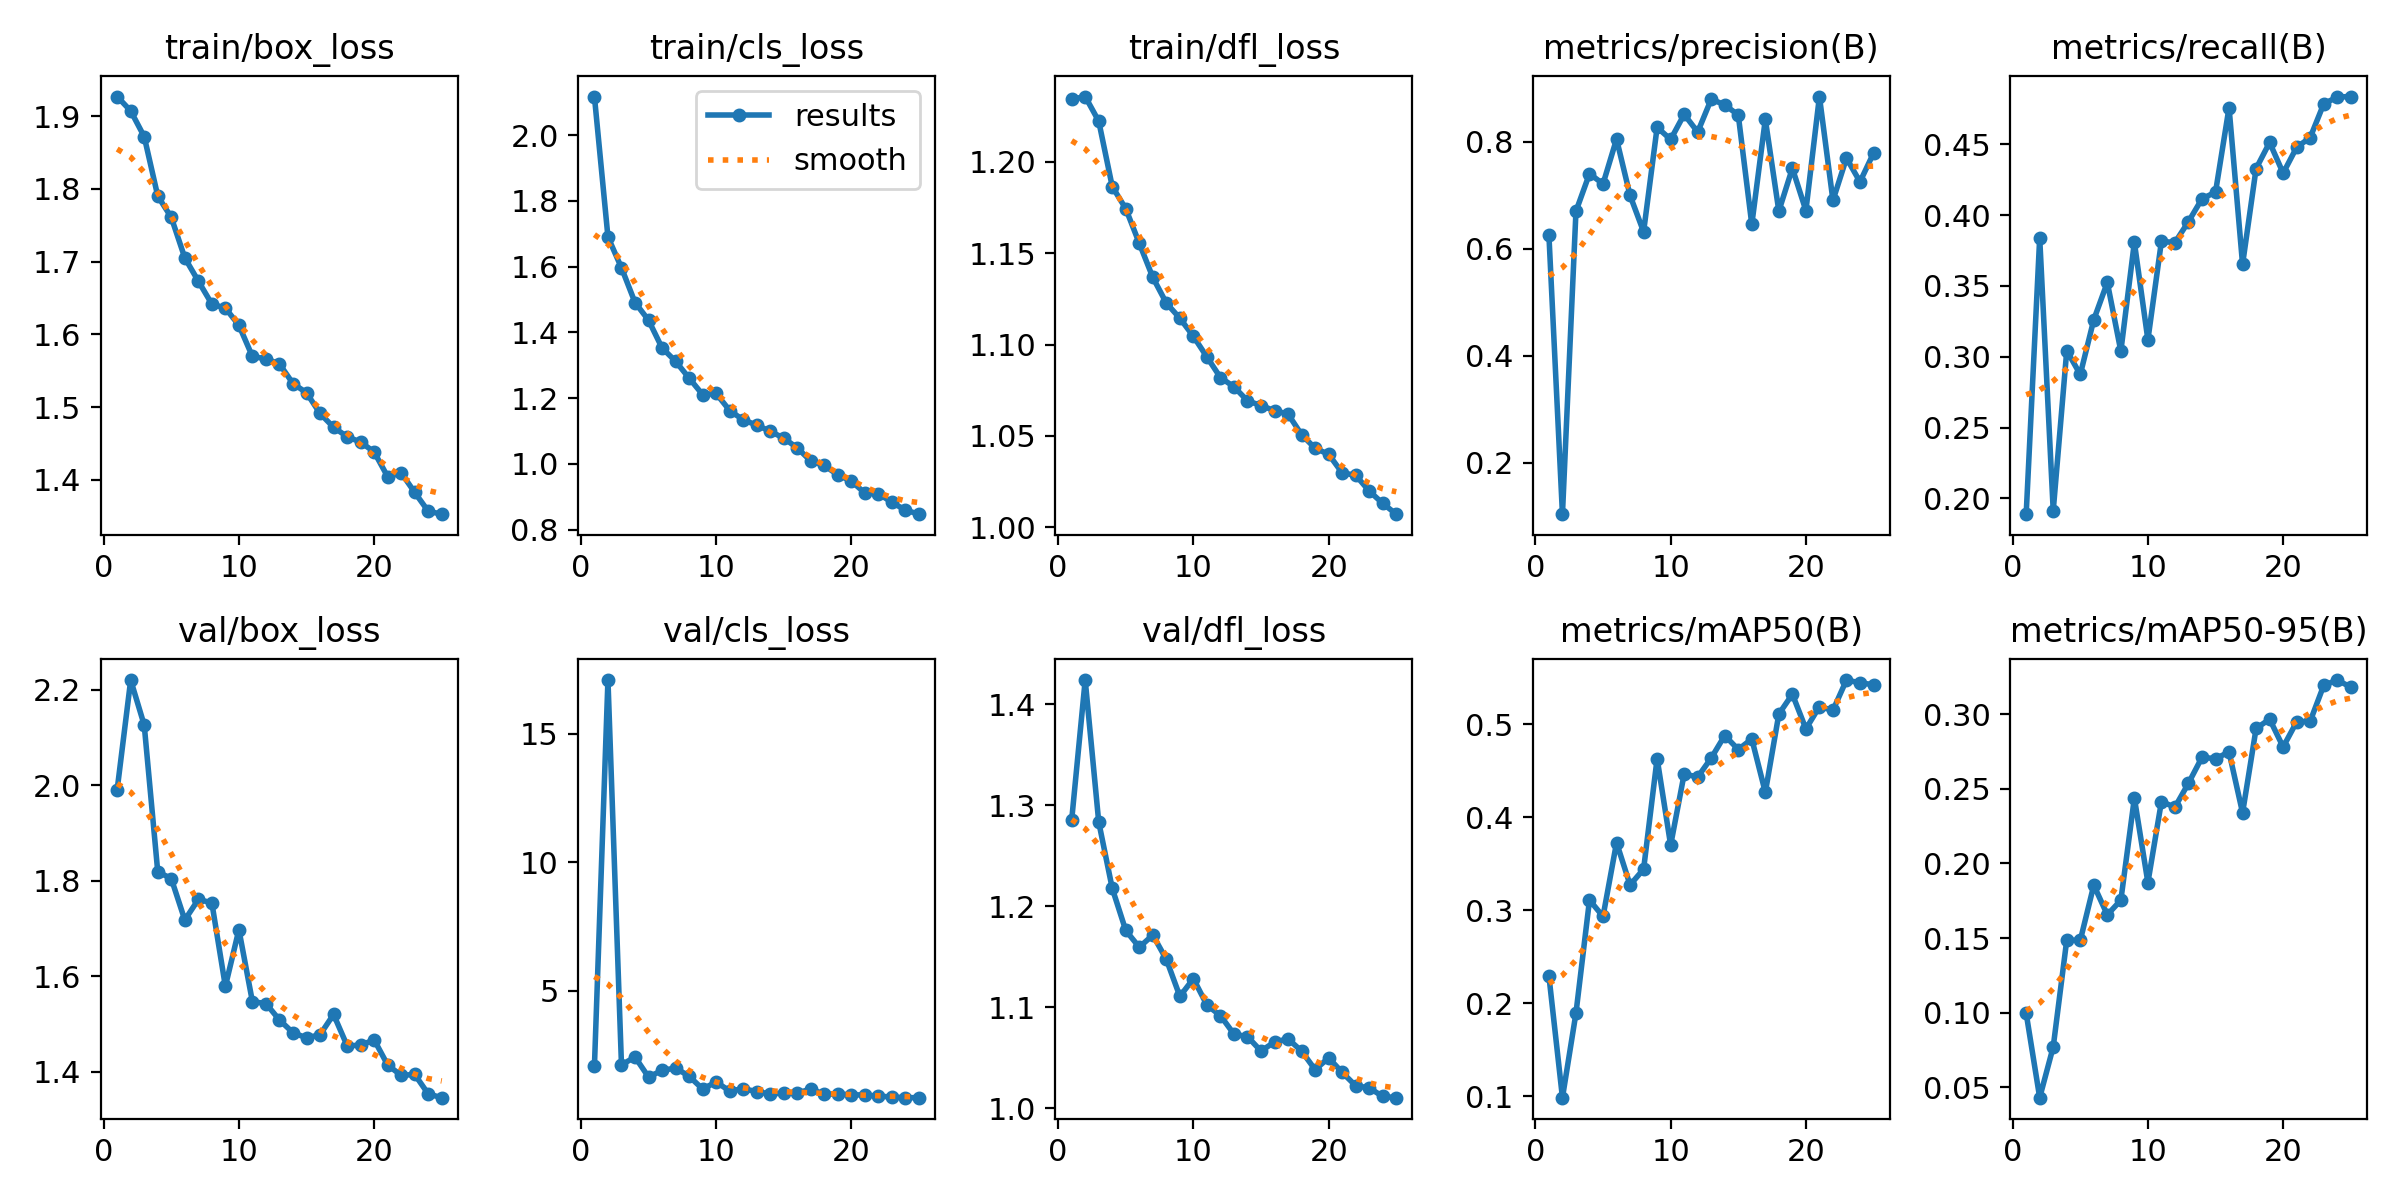 train/box_loss
1.9
1.8
1.7
1.6
1.5
1.4
0 10 20
train/cls_loss
results
smooth
2.0
1.8
1.6
1.4
1.2
1.0
0.8
0 10 20
train/dfl_loss
1.20
1.15
1.10
1.05
1.00
0 10 20
metrics/precision(B)
0.8
0.6
0.4
0.2
0 10 20
metrics/recall(B)
0.45
0.40
0.35
0.30
0.25
0.20
0 10 20
val/box_loss
2.2
2.0
1.8
1.6
1.4
0 10 20
val/cls_loss
15
10
5
0 10 20
val/dfl_loss
1.4
1.3
1.2
1.1
1.0
0 10 20
metrics/mAP50(B)
0.5
0.4
0.3
0.2
0.1
0 10 20
metrics/mAP50-95(B)
0.30
0.25
0.20
0.15
0.10
0.05
0 10 20